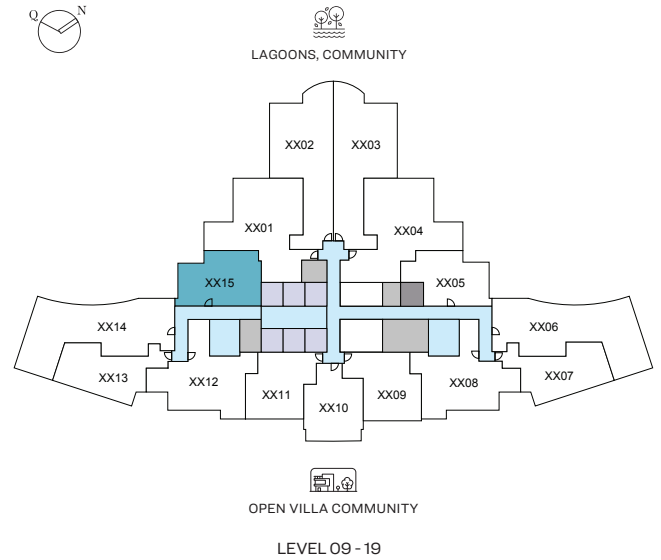 Q N
LAGOONS, COMMUNITY
XX02 XX03
XX01 XX04
XX15 XX05
XX14 XX06
XX13 XX12 XX11 XX10 XX09 XX08 XX07
OPEN VILLA COMMUNITY
LEVEL 09 - 19